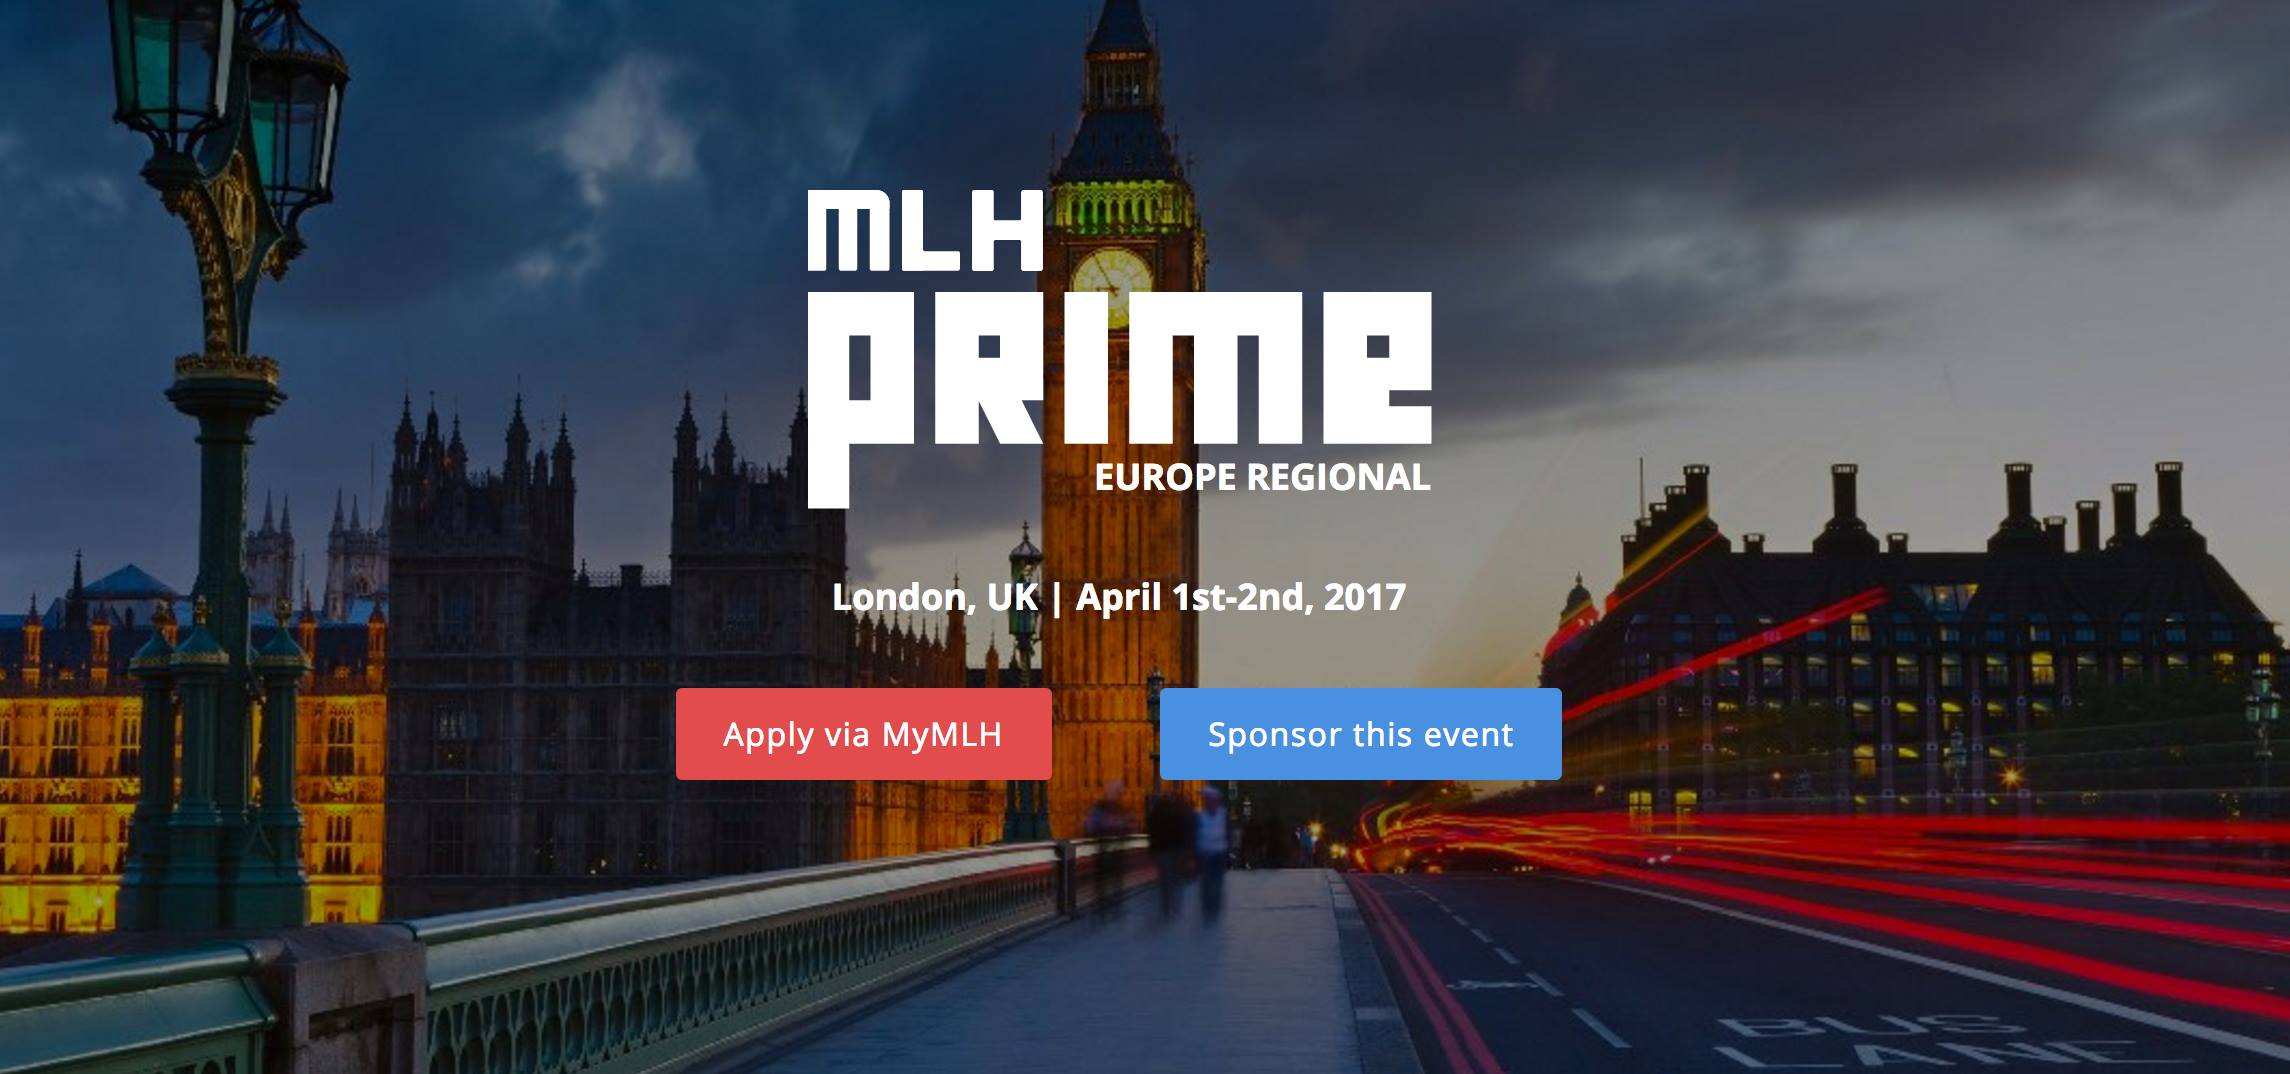 MLH
PRIME
EUROPE REGIONAL
London, UK | April 1st-2nd, 2017
Apply via MyMLH
Sponsor this event
BUS
LANE